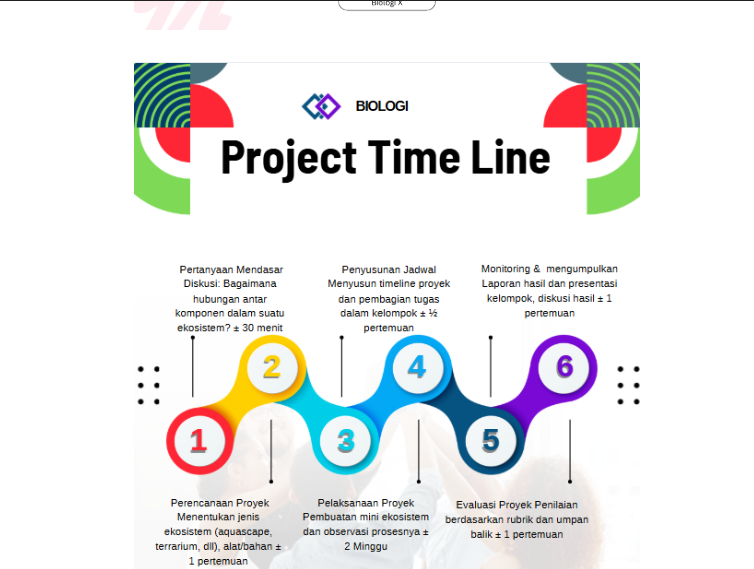 Biologi X
BIOLOGI
Project Time Line
Pertanyaan Mendasar
Diskusi: Bagaimana
hubungan antar
komponen dalam suatu
ekosistem? ± 30 menit
Penyusunan Jadwal
Menyusun timeline proyek
dan pembagian tugas
dalam kelompok ± ½
pertemuan
Monitoring & mengumpulkan
Laporan hasil dan presentasi
kelompok, diskusi hasil ± 1
pertemuan
1
2
3
4
5
6
Perencanaan Proyek
Menentukan jenis
ekosistem (aquascape,
terrarium, dll), alat/bahan ±
1 pertemuan
Pelaksanaan Proyek
Pembuatan mini ekosistem
dan observasi prosesnya ±
2 Minggu
Evaluasi Proyek Penilaian
berdasarkan rubrik dan umpan
balik ± 1 pertemuan